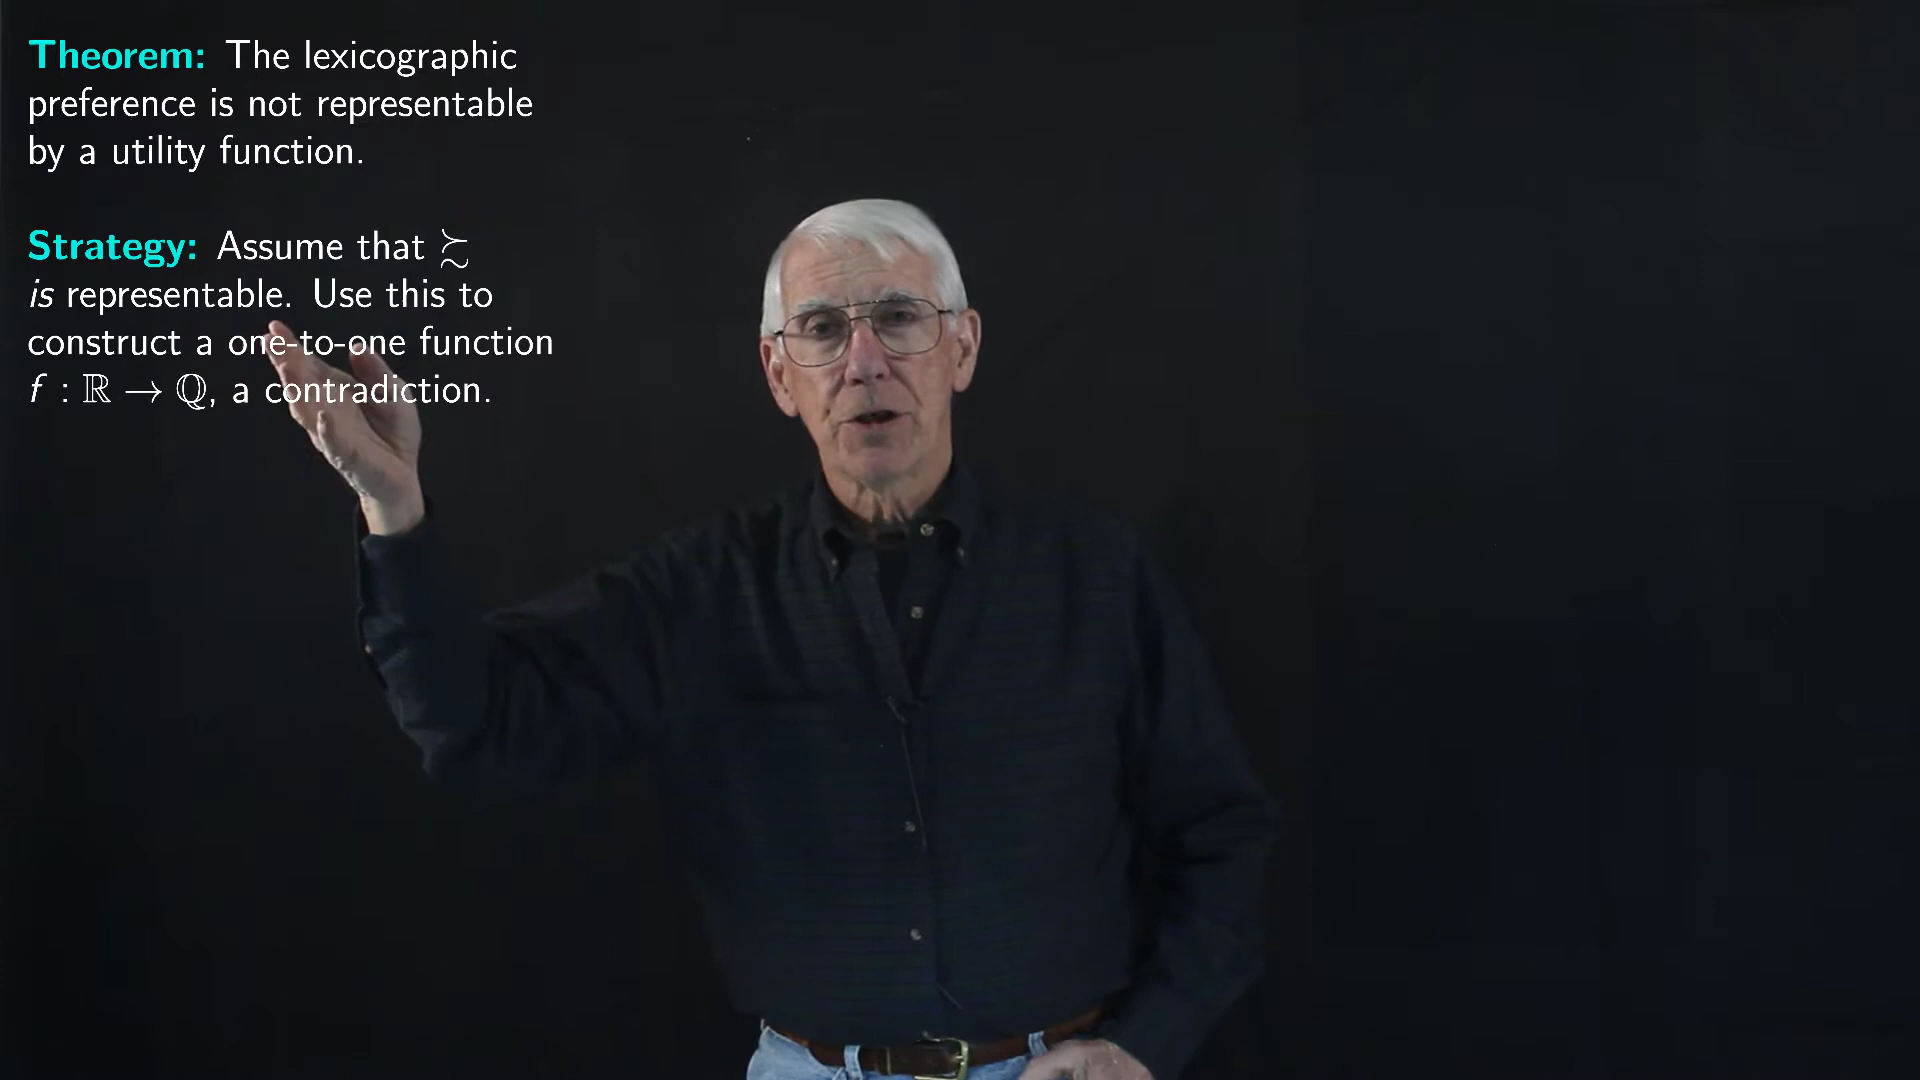 Theorem: The lexicographic
preference is not representable
by a utility function.
Strategy: Assume that ≿
is representable. Use this to
construct a one-to-one function
f : ℝ → ℚ, a contradiction.